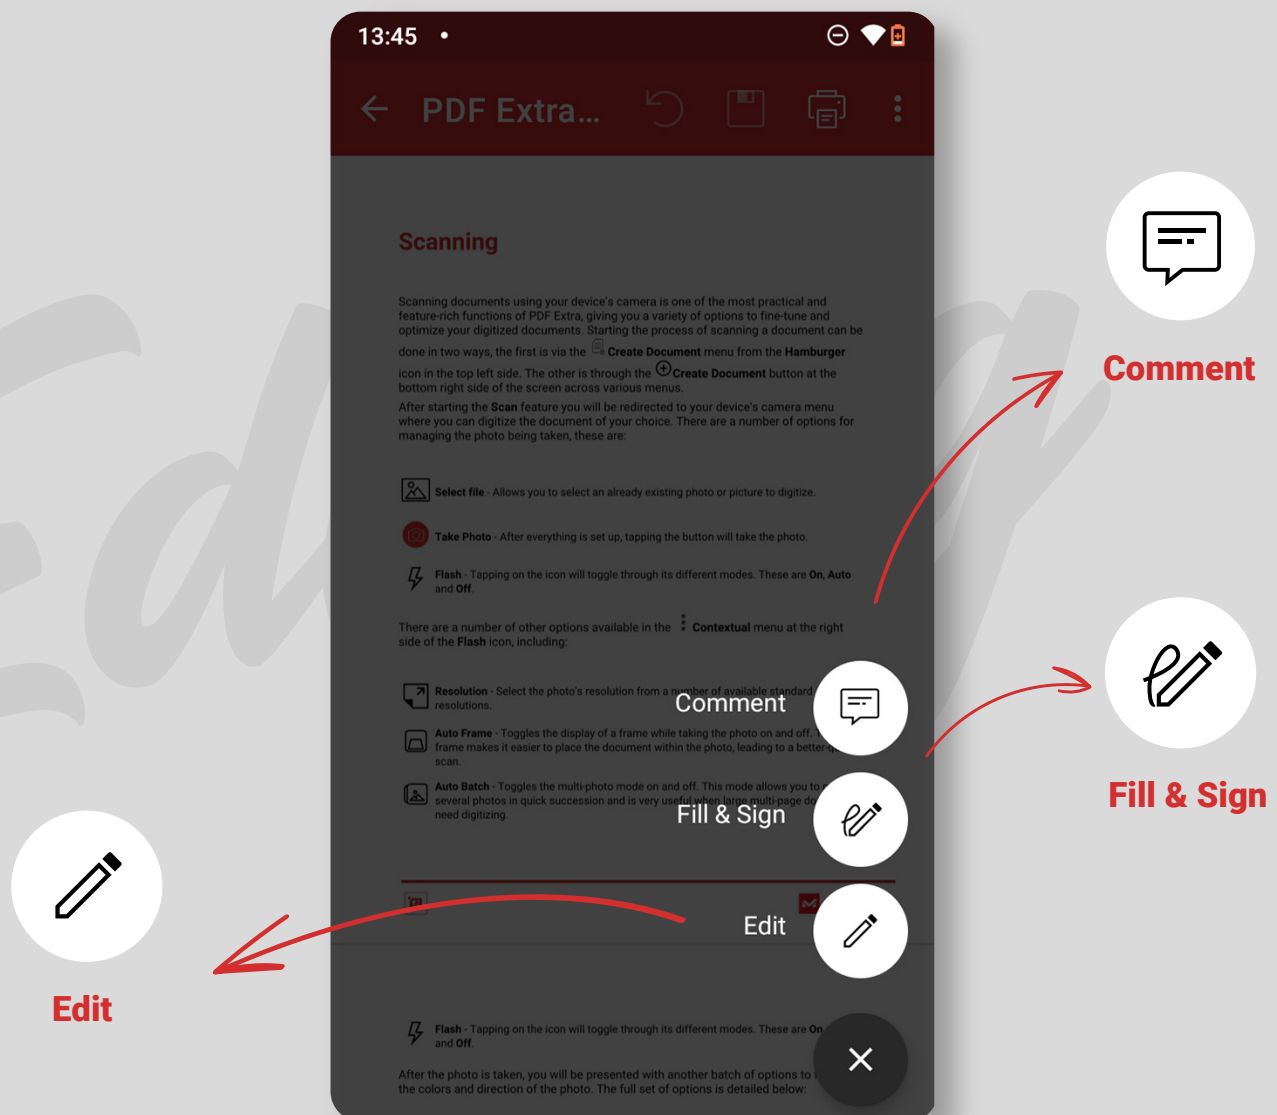 Editing
13:45
PDF Extra...
Scanning
Scanning documents using your device's camera is one of the most practical and
feature-rich functions of PDF Extra, giving you a variety of options to fine-tune and
optimize your digitized documents. Starting the process of scanning a document can be
done in two ways, the first is via the Create Document menu from the Hamburger
icon in the top left side. The other is through the Create Document button at the
bottom right side of the screen across various menus.
After starting the Scan feature you will be redirected to your device's camera menu
where you can digitize the document of your choice. There are a number of options for
managing the photo being taken, these are:
Select file - Allows you to select an already existing photo or picture to digitize.
Take Photo - After everything is set up, tapping the button will take the photo.
Flash - Tapping on the icon will toggle through its different modes. These are On, Auto
and Off.
There are a number of other options available in the Contextual menu at the right
side of the Flash icon, including:
Resolution - Select the photo's resolution from a number of available standard
resolutions.
Auto Frame - Toggles the display of a frame while taking the photo on and off.
frame makes it easier to place the document within the photo, leading to a better-
scan.
Auto Batch - Toggles the multi-photo mode on and off. This mode allows you to
several photos in quick succession and is very useful when large multi-page
need digitizing.
Comment
Fill & Sign
Edit
Flash - Tapping on the icon will toggle through its different modes. These are On
and Off.
After the photo is taken, you will be presented with another batch of options to
the colors and direction of the photo. The full set of options is detailed below:
Comment
Fill & Sign
Edit